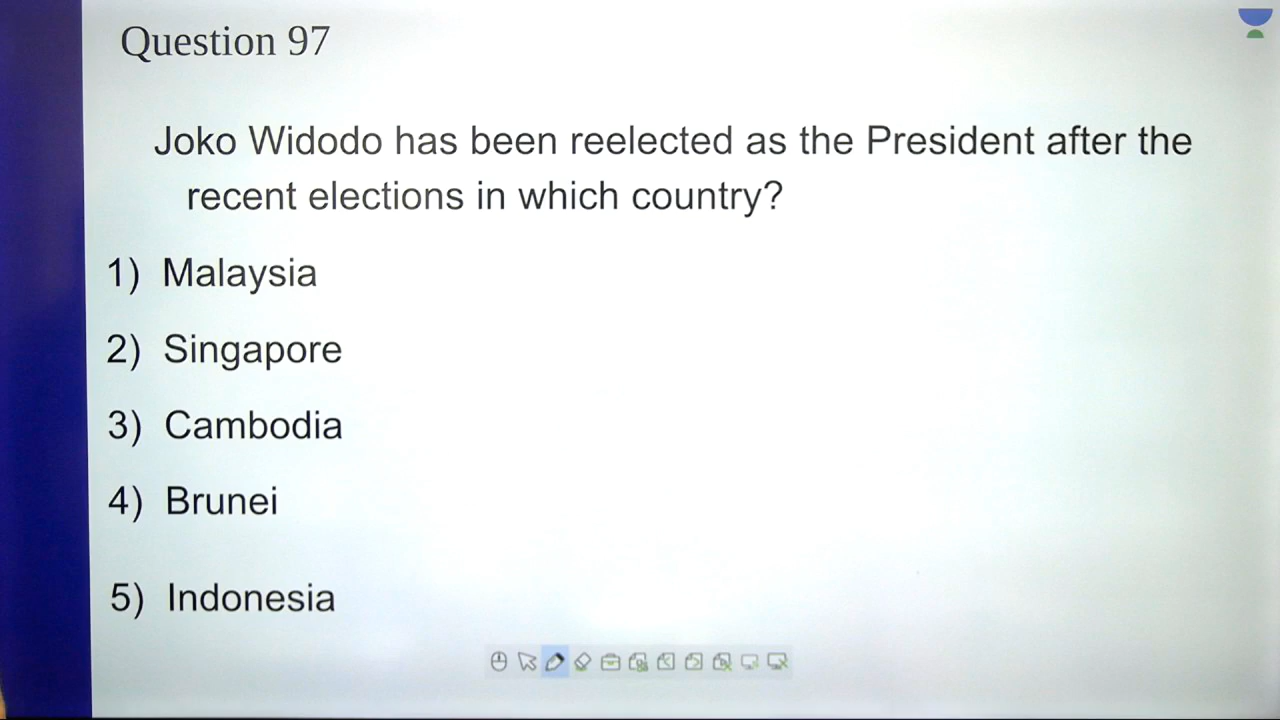 Question 97
Joko Widodo has been reelected as the President after the
recent elections in which country?
1) Malaysia
2) Singapore
3) Cambodia
4) Brunei
5) Indonesia